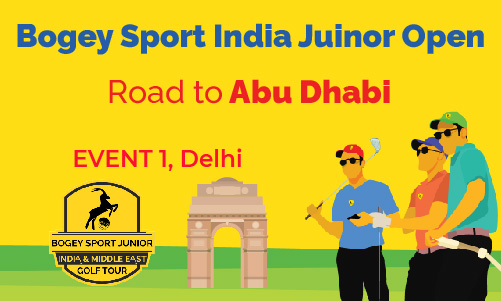 Bogey Sport India Juinor Open
Road to Abu Dhabi
EVENT 1, Delhi
BOGEY SPORT JUNIOR
INDIA & MIDDLE EAST
GOLF TOUR